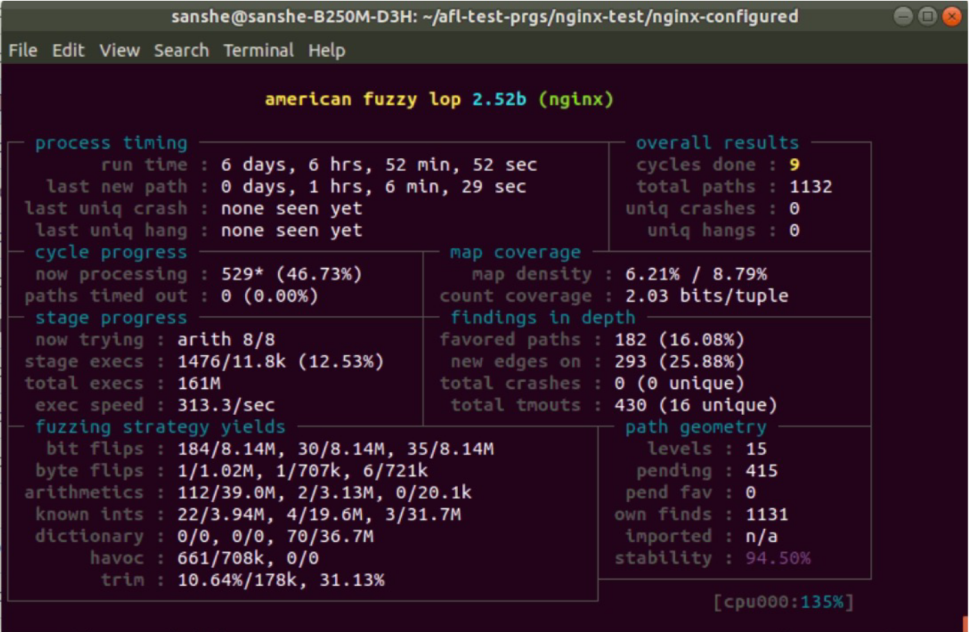 sanshe@sanshe-B250M-D3H: ~/afl-test-prgs/nginx-test/nginx-configured
File Edit View Search Terminal Help
american fuzzy lop 2.52b (nginx)
process timing overall results
run time : 6 days, 6 hrs, 52 min, 52 sec cycles done : 9
last new path : 0 days, 1 hrs, 6 min, 29 sec total paths : 1132
last uniq crash : none seen yet uniq crashes : 0
last uniq hang : none seen yet uniq hangs : 0
cycle progress map coverage
now processing : 529* (46.73%) map density : 6.21% / 8.79%
paths timed out : 0 (0.00%) count coverage : 2.03 bits/tuple
stage progress findings in depth
now trying : arith 8/8 favored paths : 182 (16.08%)
stage execs : 1476/11.8k (12.53%) new edges on : 293 (25.88%)
total execs : 161M total crashes : 0 (0 unique)
exec speed : 313.3/sec total tmouts : 430 (16 unique)
fuzzing strategy yields path geometry
bit flips : 184/8.14M, 30/8.14M, 35/8.14M levels : 15
byte flips : 1/1.02M, 1/707k, 6/721k pending : 415
arithmetics : 112/39.0M, 2/3.13M, 0/20.1k pend fav : 0
known ints : 22/3.94M, 4/19.6M, 3/31.7M own finds : 1131
dictionary : 0/0, 0/0, 70/36.7M imported : n/a
havoc : 661/708k, 0/0 stability : 94.50%
trim : 10.64%/178k, 31.13%
[cpu000:135%]